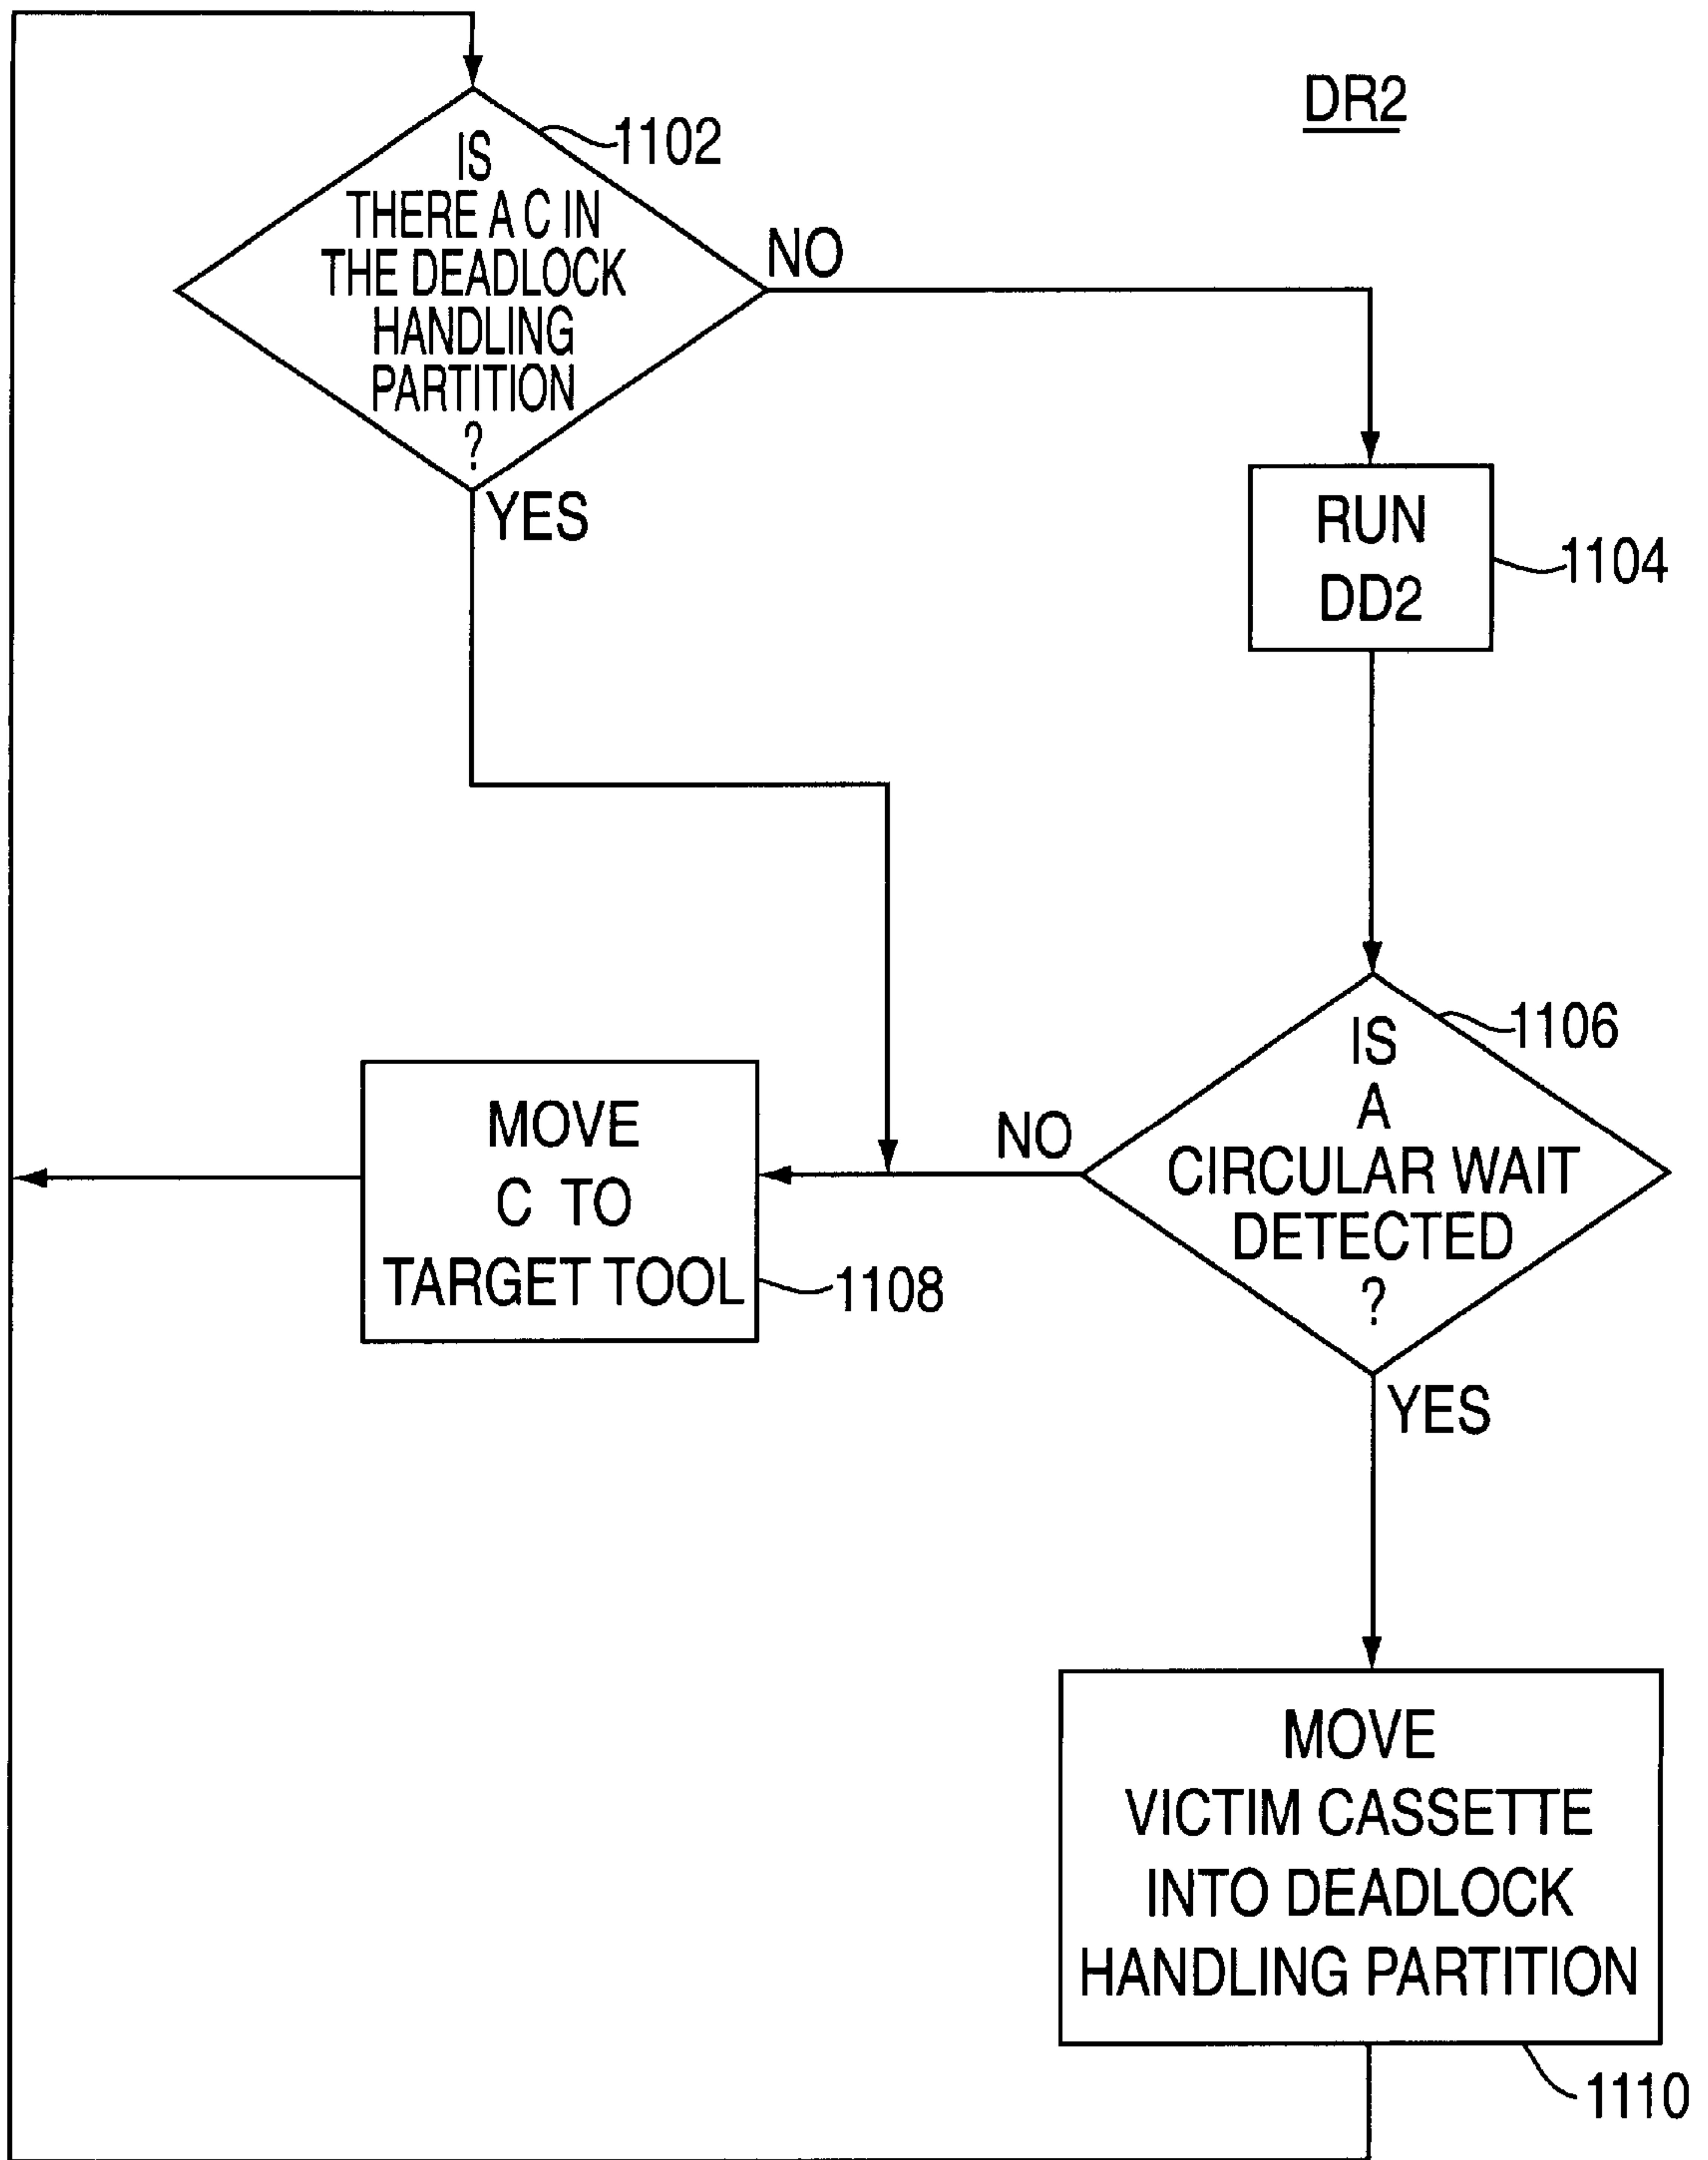 DR2
1102
IS
THERE A C IN
THE DEADLOCK
HANDLING
PARTITION
?
NO
YES
RUN
DD2
1104
1106
IS
A
CIRCULAR WAIT
DETECTED
?
NO
YES
MOVE
C TO
TARGET TOOL
1108
MOVE
VICTIM CASSETTE
INTO DEADLOCK
HANDLING PARTITION
1110